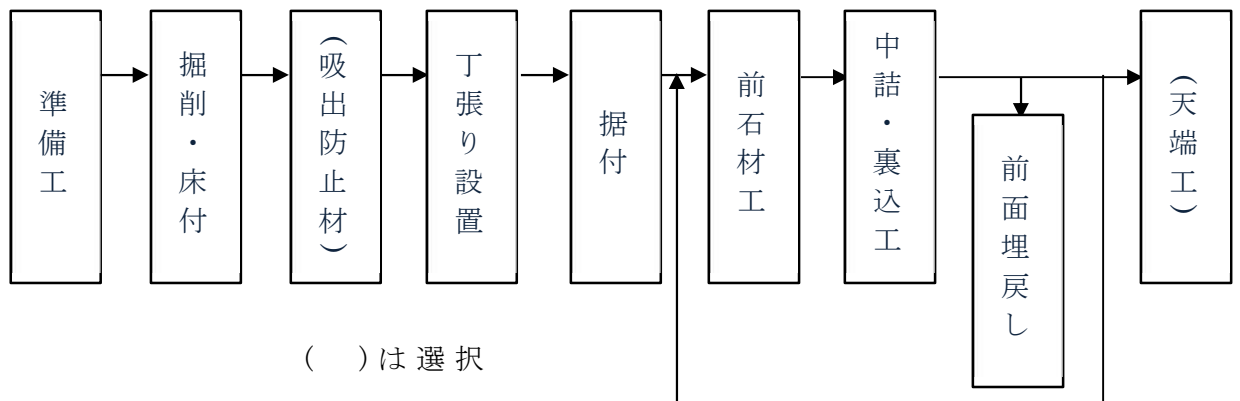 準備工
掘削・床付
(吸出防止材)
丁張り設置
据付
前石材工
中詰・裏込工
前面埋戻し
(天端工)
(　)は選択